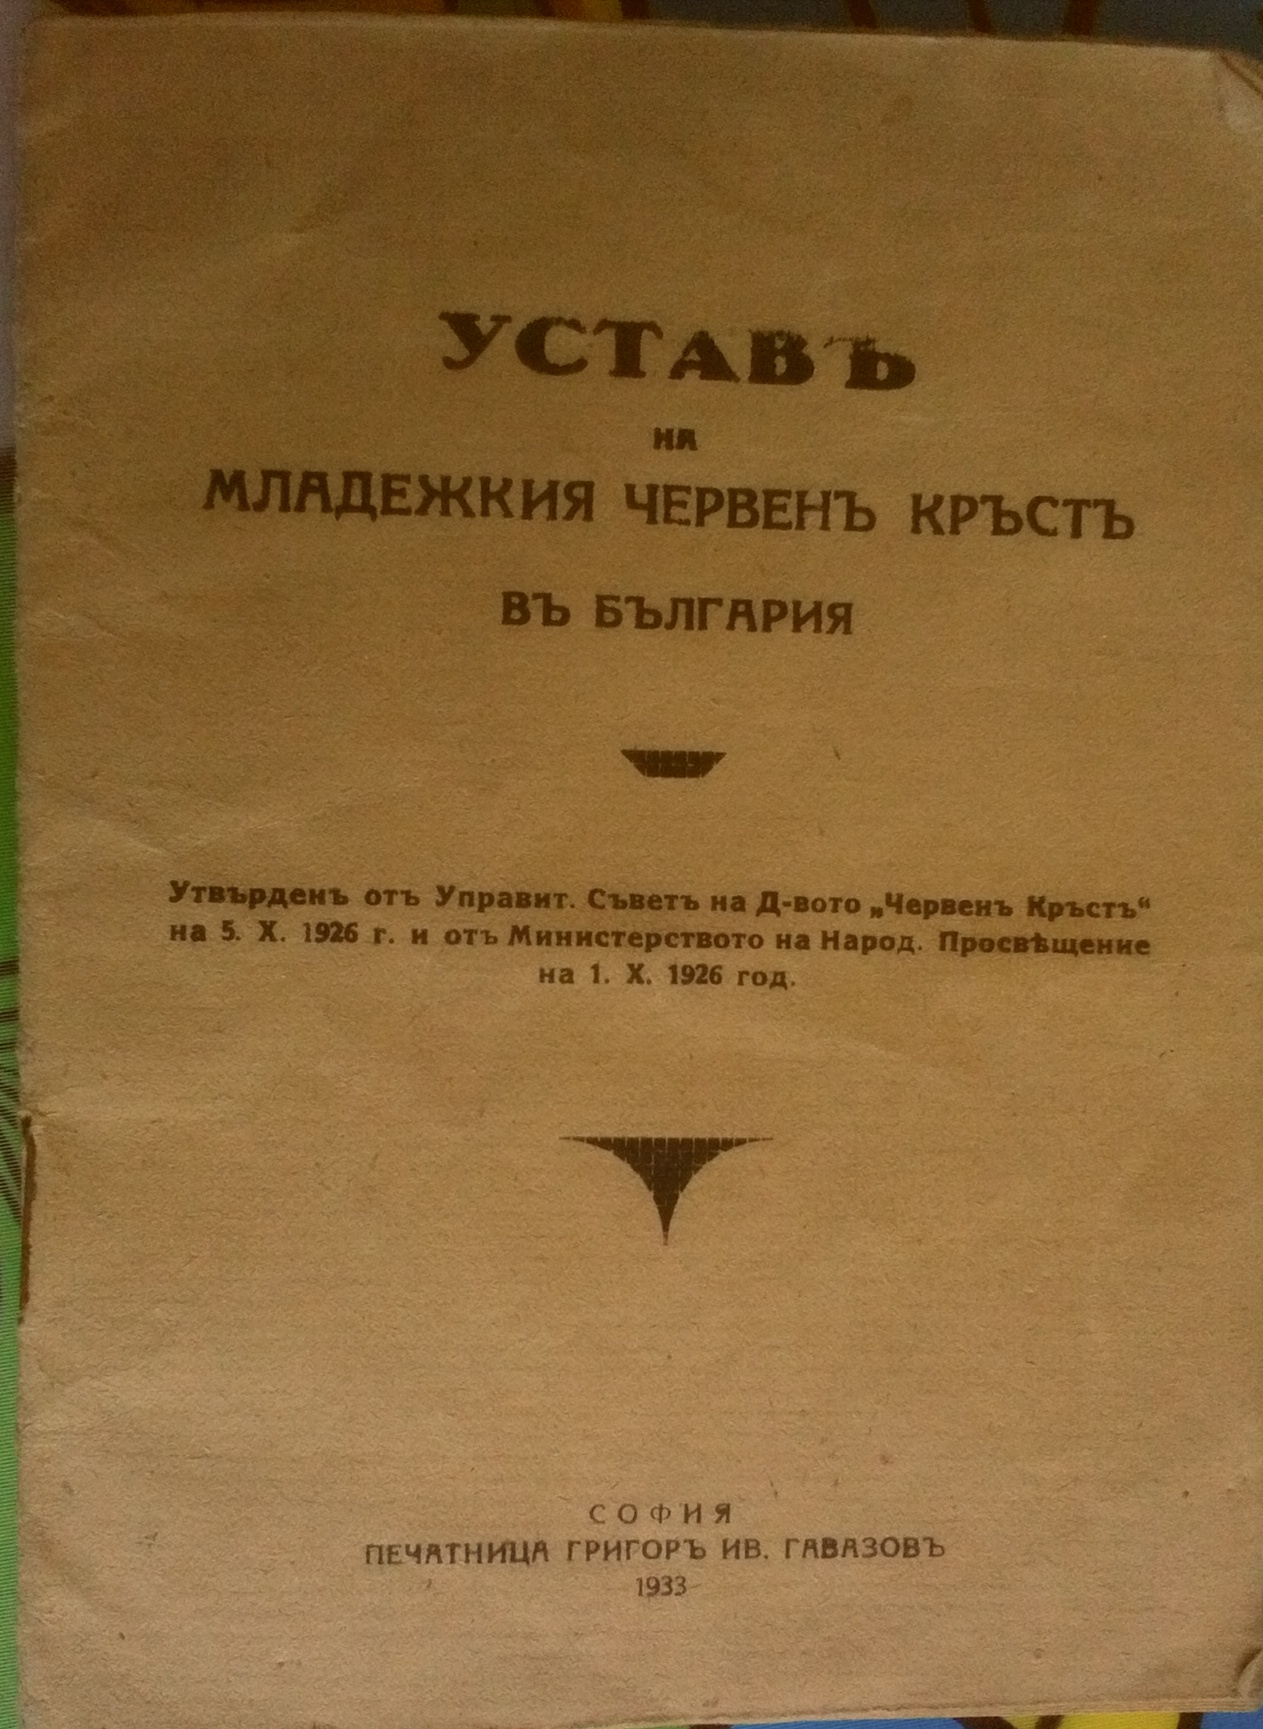 УСТАВЪ
НА
МЛАДЕЖКИЯ ЧЕРВЕНЪ КРЪСТЪ
ВЪ БЪЛГАРИЯ
Утвърденъ отъ Управит. Съветъ на Д-вото „Червенъ Кръстъ“
на 5. X. 1926 г. и отъ Министерството на Народ. Просвѣщение
на 1. X. 1926 год.
СОФИЯ
ПЕЧАТНИЦА ГРИГОРЪ ИВ. ГАВАЗОВЪ
1933